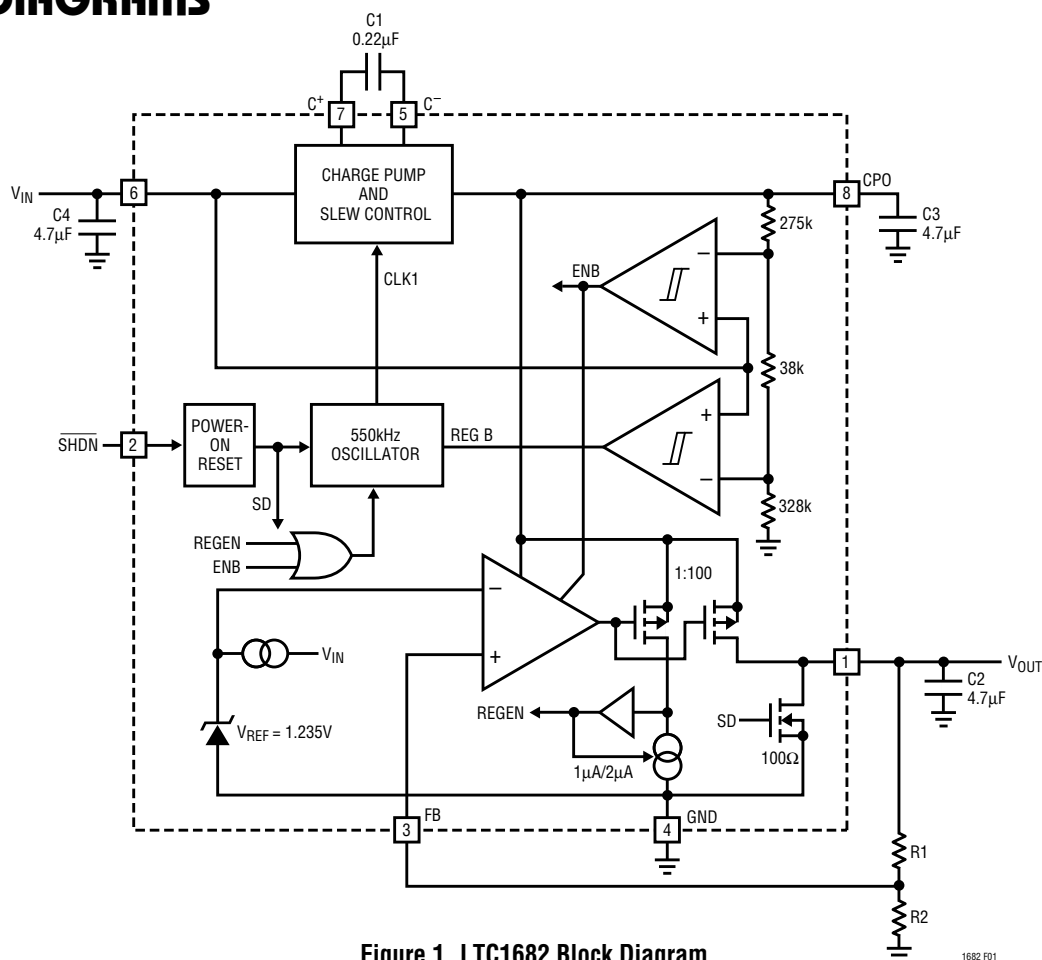 DIAGRAMS
C1
0.22µF
C⁺
7
5
C⁻
CHARGE PUMP
AND
SLEW CONTROL
V_IN
6
C4
4.7µF
8
CPO
C3
4.7µF
275k
CLK1
ENB
−
+
38k
SHDN
2
POWER-
ON
RESET
550kHz
OSCILLATOR
REG B
+
−
328k
SD
REGEN
ENB
1:100
−
+
V_IN
1
V_OUT
C2
4.7µF
REGEN
SD
V_REF = 1.235V
1µA/2µA
100Ω
3
FB
4
GND
R1
R2
Figure 1. LTC1682 Block Diagram
1682 F01